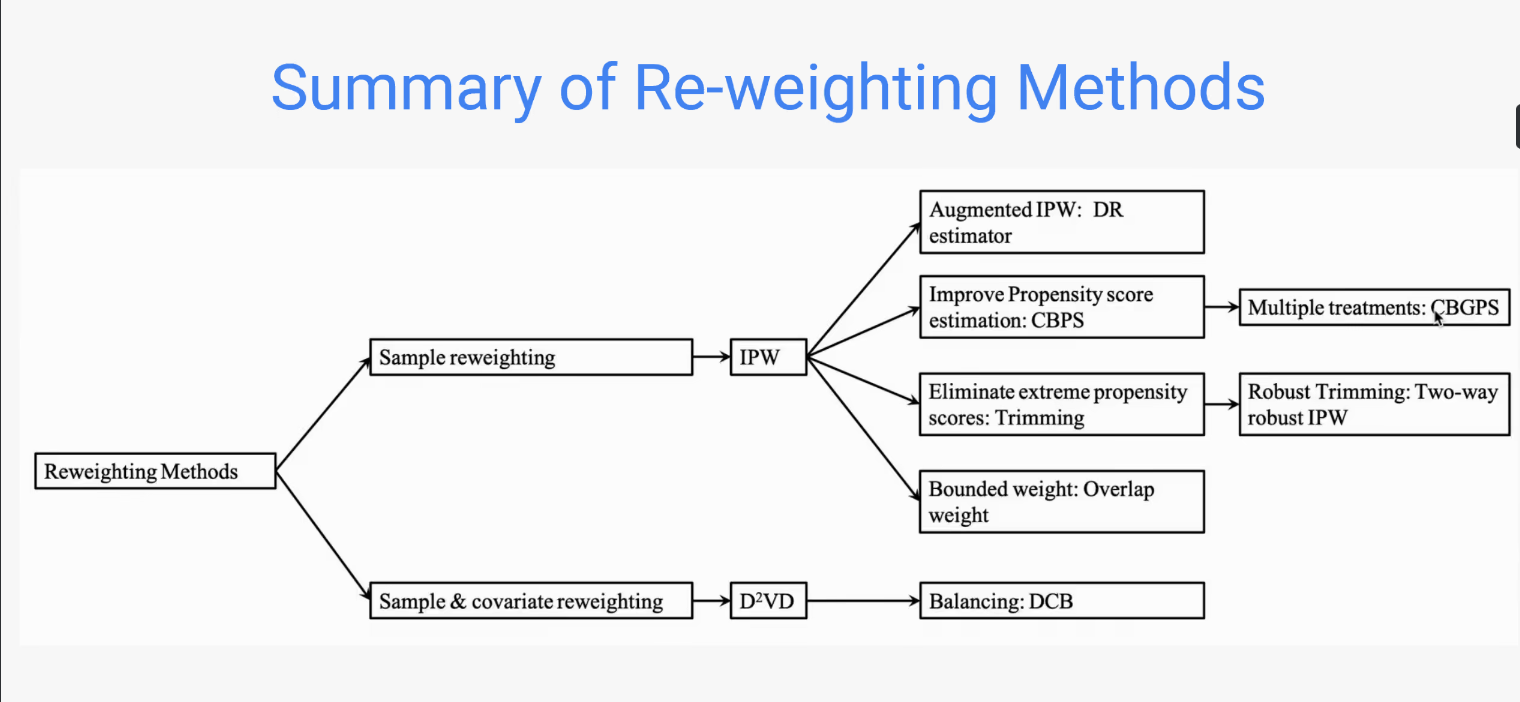 Summary of Re-weighting Methods
Augmented IPW: DR
estimator
Improve Propensity score
estimation: CBPS
Multiple treatments: CBGPS
Sample reweighting
IPW
Eliminate extreme propensity
scores: Trimming
Robust Trimming: Two-way
robust IPW
Reweighting Methods
Bounded weight: Overlap
weight
Sample & covariate reweighting
D²VD
Balancing: DCB